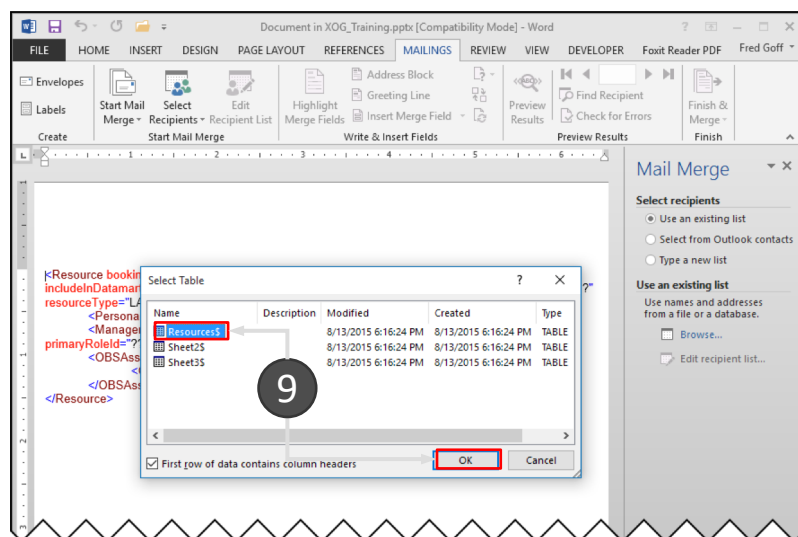 Document in XOG_Training.pptx [Compatibility Mode] - Word
FILE HOME INSERT DESIGN PAGE LAYOUT REFERENCES MAILINGS REVIEW VIEW DEVELOPER Foxit Reader PDF Fred Goff
Envelopes
Labels
Create
Start Mail
Merge
Select
Recipients
Edit
Recipient List
Start Mail Merge
Highlight
Merge Fields
Address Block
Greeting Line
Insert Merge Field
Write & Insert Fields
«ABC»
Preview
Results
Find Recipient
Check for Errors
Preview Results
Finish &
Merge
Finish
L
1 2 3 4 5 6
Mail Merge
Select recipients
Use an existing list
Select from Outlook contacts
Type a new list
Use an existing list
Use names and addresses
from a file or a database.
Browse...
Edit recipient list...
<Resource bookin
includeInDataman ?"
resourceType="LA
<Persona
<Manage
primaryRoleId="?
<OBSAss
<
</OBSAss
</Resource>
Select Table
?
Name Description Modified Created Type
Resources$ 8/13/2015 6:16:24 PM 8/13/2015 6:16:24 PM TABLE
Sheet2$ 8/13/2015 6:16:24 PM 8/13/2015 6:16:24 PM TABLE
Sheet3$ 8/13/2015 6:16:24 PM 8/13/2015 6:16:24 PM TABLE
9
First row of data contains column headers
OK Cancel